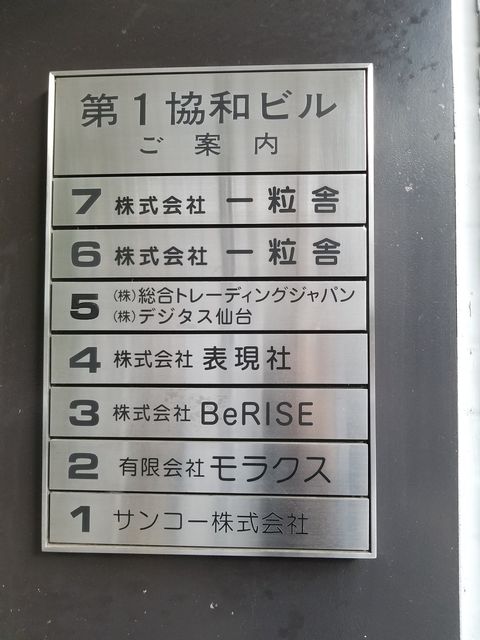 第1協和ビル
ご案内
7 株式会社 一粒舎
6 株式会社 一粒舎
5 (株)総合トレーディングジャパン
(株)デジタス仙台
4 株式会社 表現社
3 株式会社 BeRISE
2 有限会社 モラクス
1 サンコー株式会社